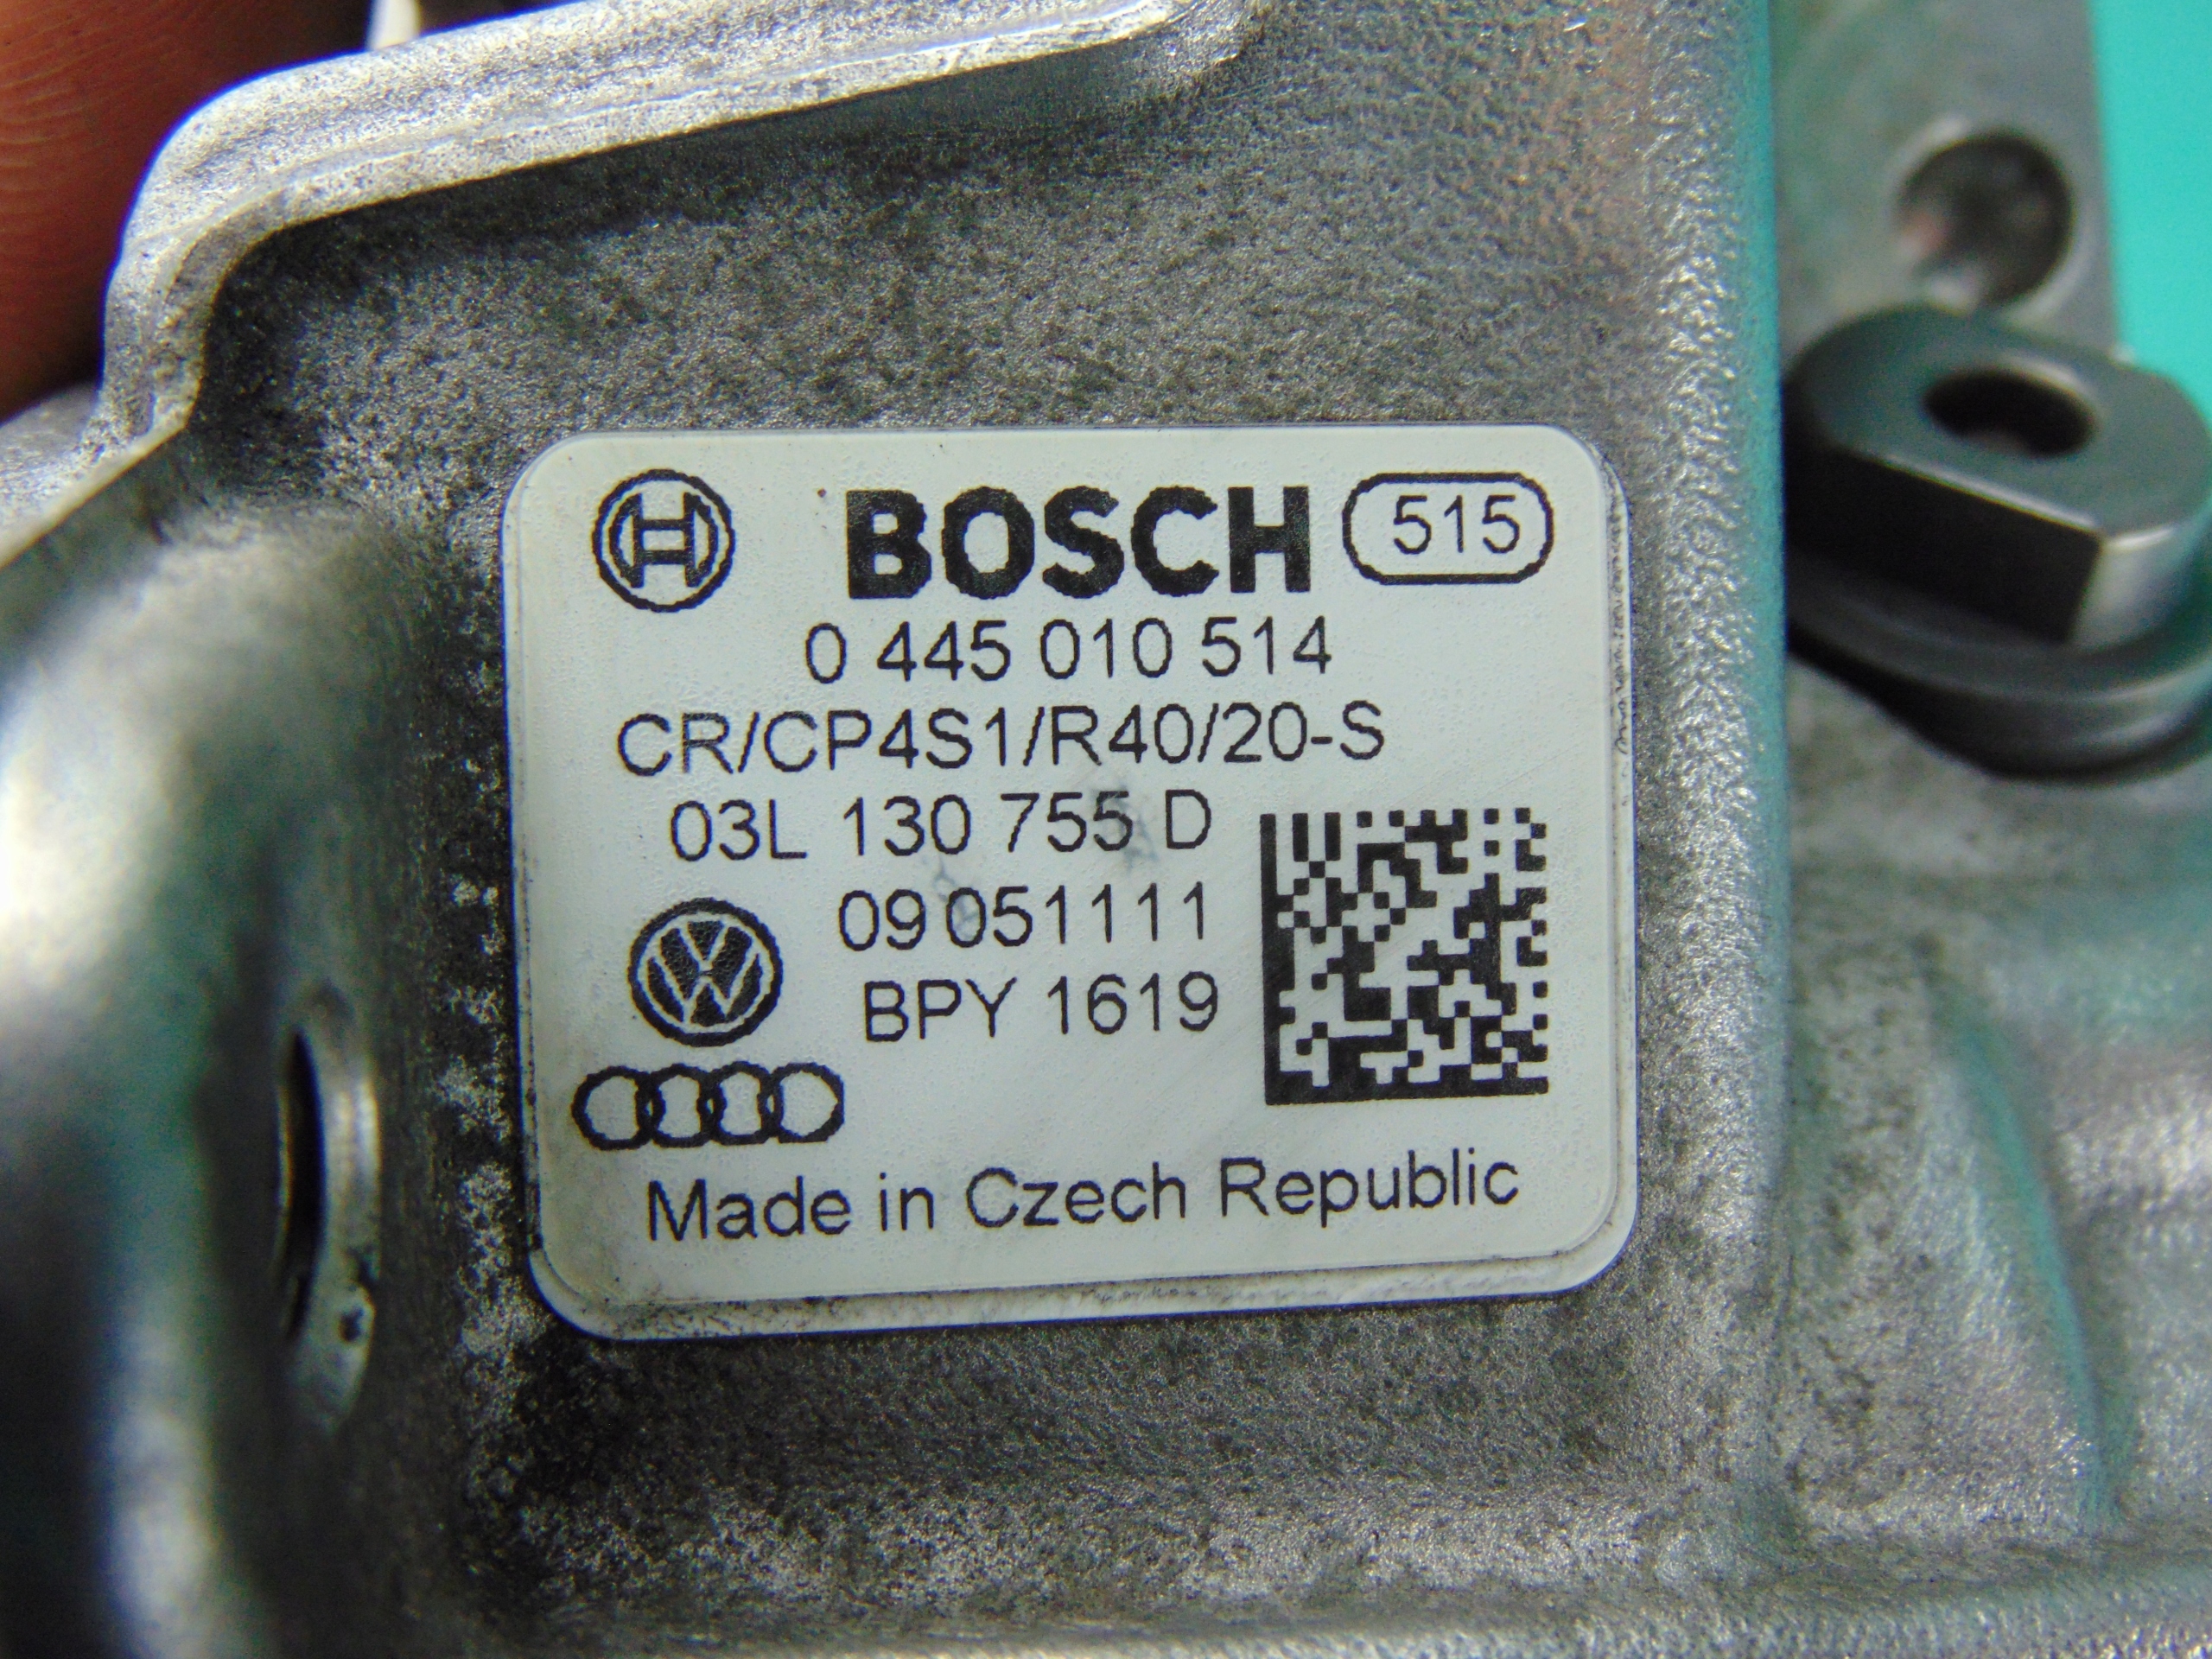 BOSCH 515
0 445 010 514
CR/CP4S1/R40/20-S
03L 130 755 D
09 051111
BPY 1619
Made in Czech Republic